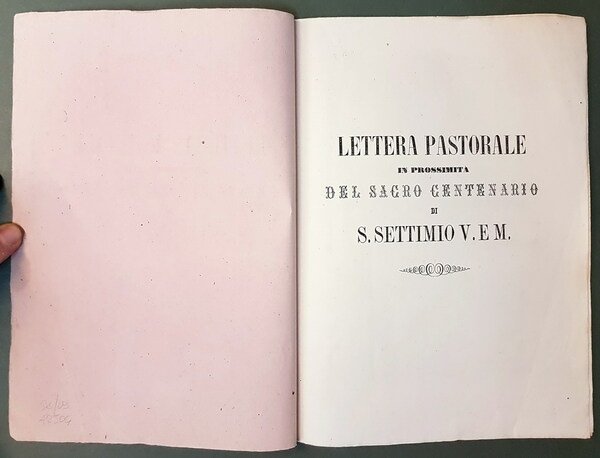 LETTERA PASTORALE
IN PROSSIMITA
DEL SACRO CENTENARIO
DI
S. SETTIMIO V. E M.